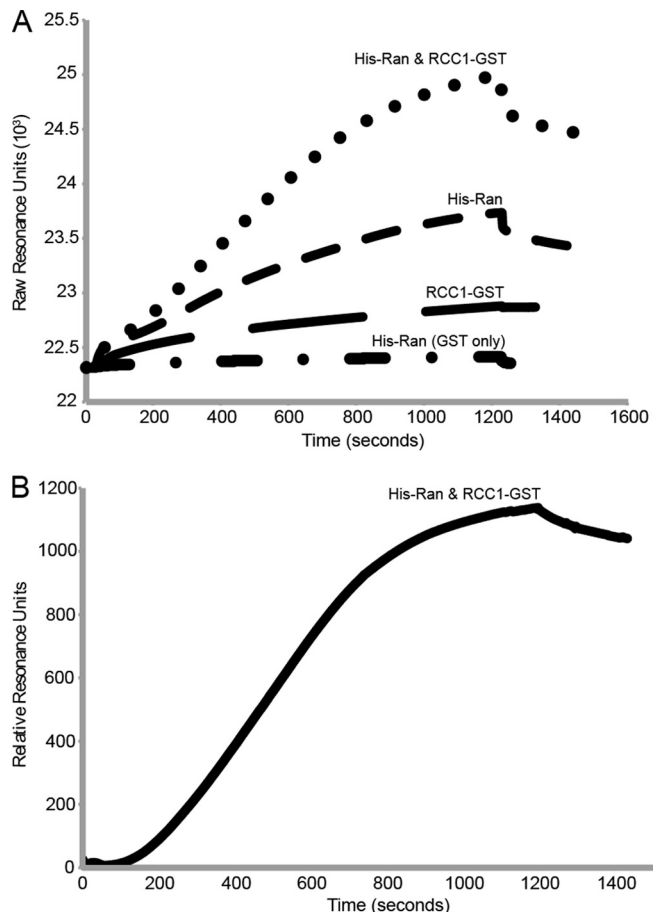 A
Raw Resonance Units (10³)
25.5
25
24.5
24
23.5
23
22.5
22
His-Ran & RCC1-GST
His-Ran
RCC1-GST
His-Ran (GST only)
0 200 400 600 800 1000 1200 1400 1600
Time (seconds)
B
Relative Resonance Units
1200
1000
800
600
400
200
0
His-Ran & RCC1-GST
0 200 400 600 800 1000 1200 1400
Time (seconds)